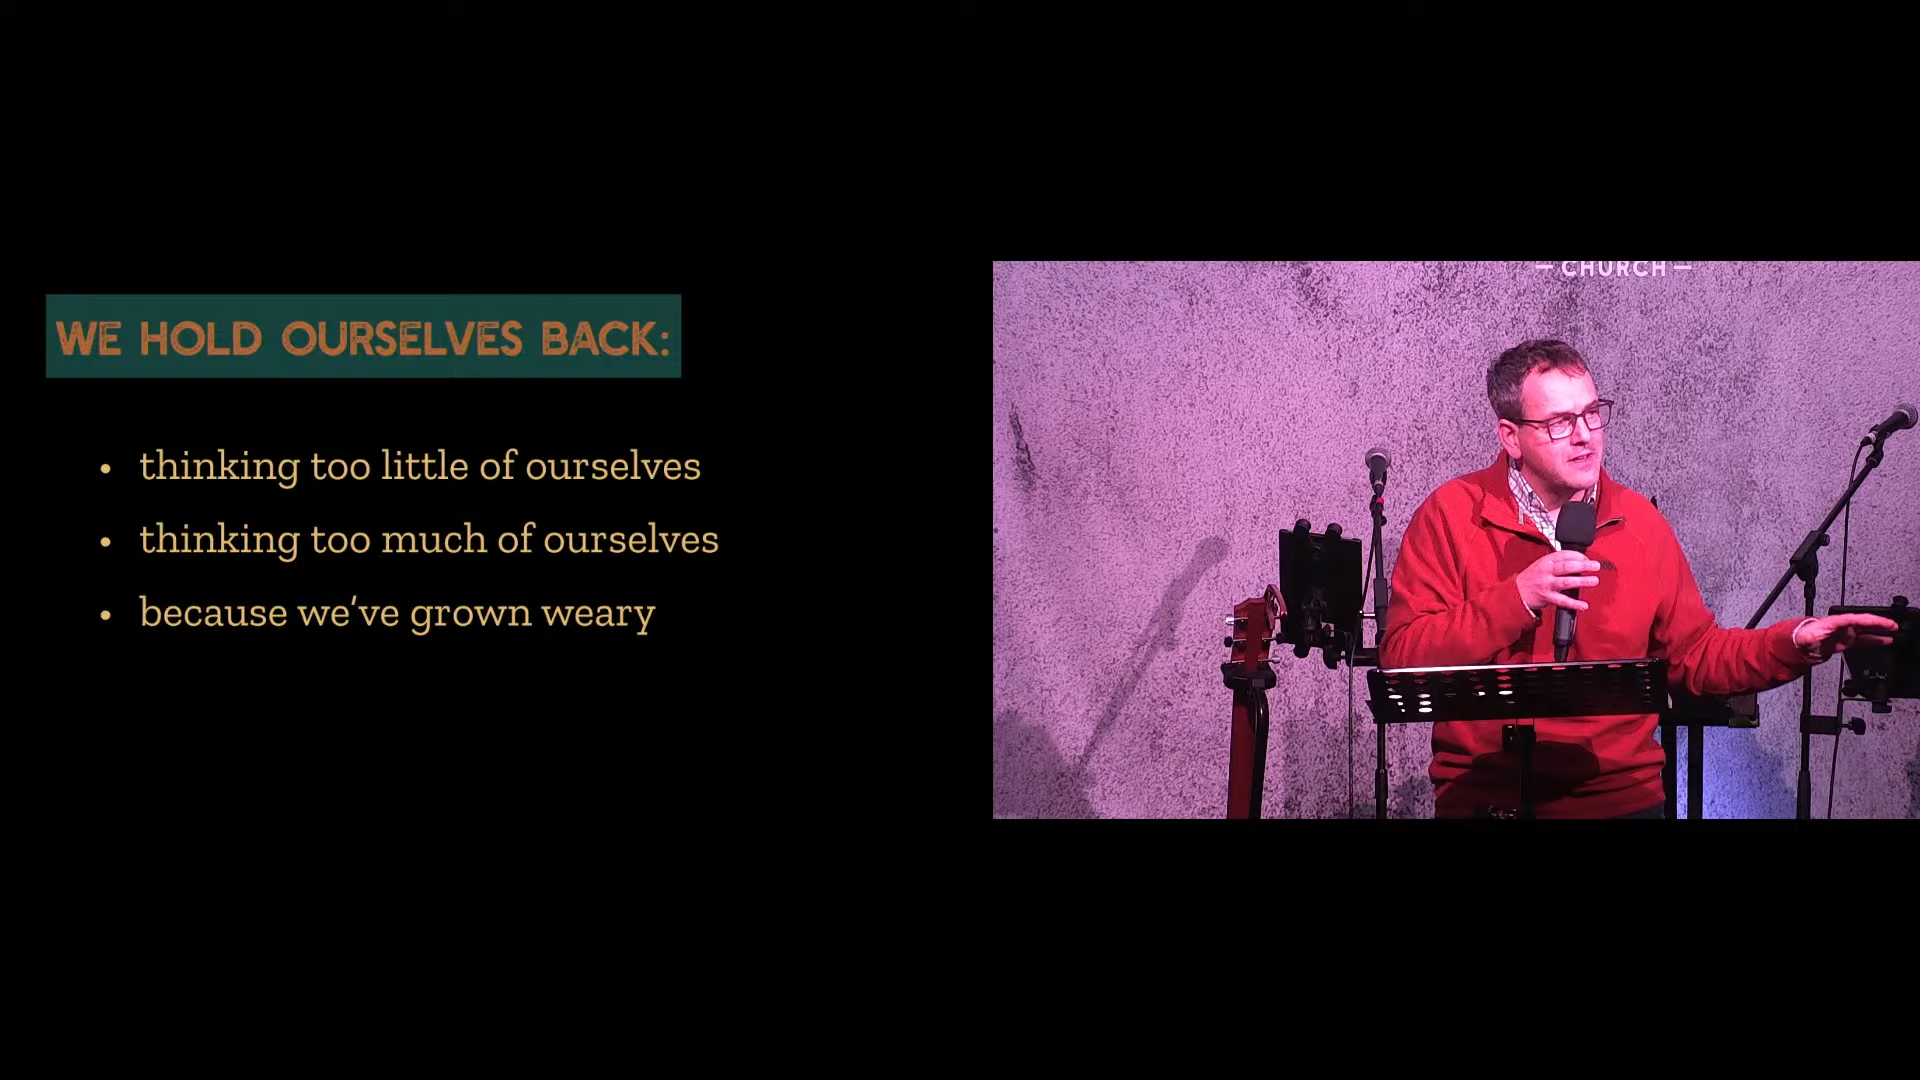 WE HOLD OURSELVES BACK:
• thinking too little of ourselves
• thinking too much of ourselves
• because we've grown weary
— CHURCH —